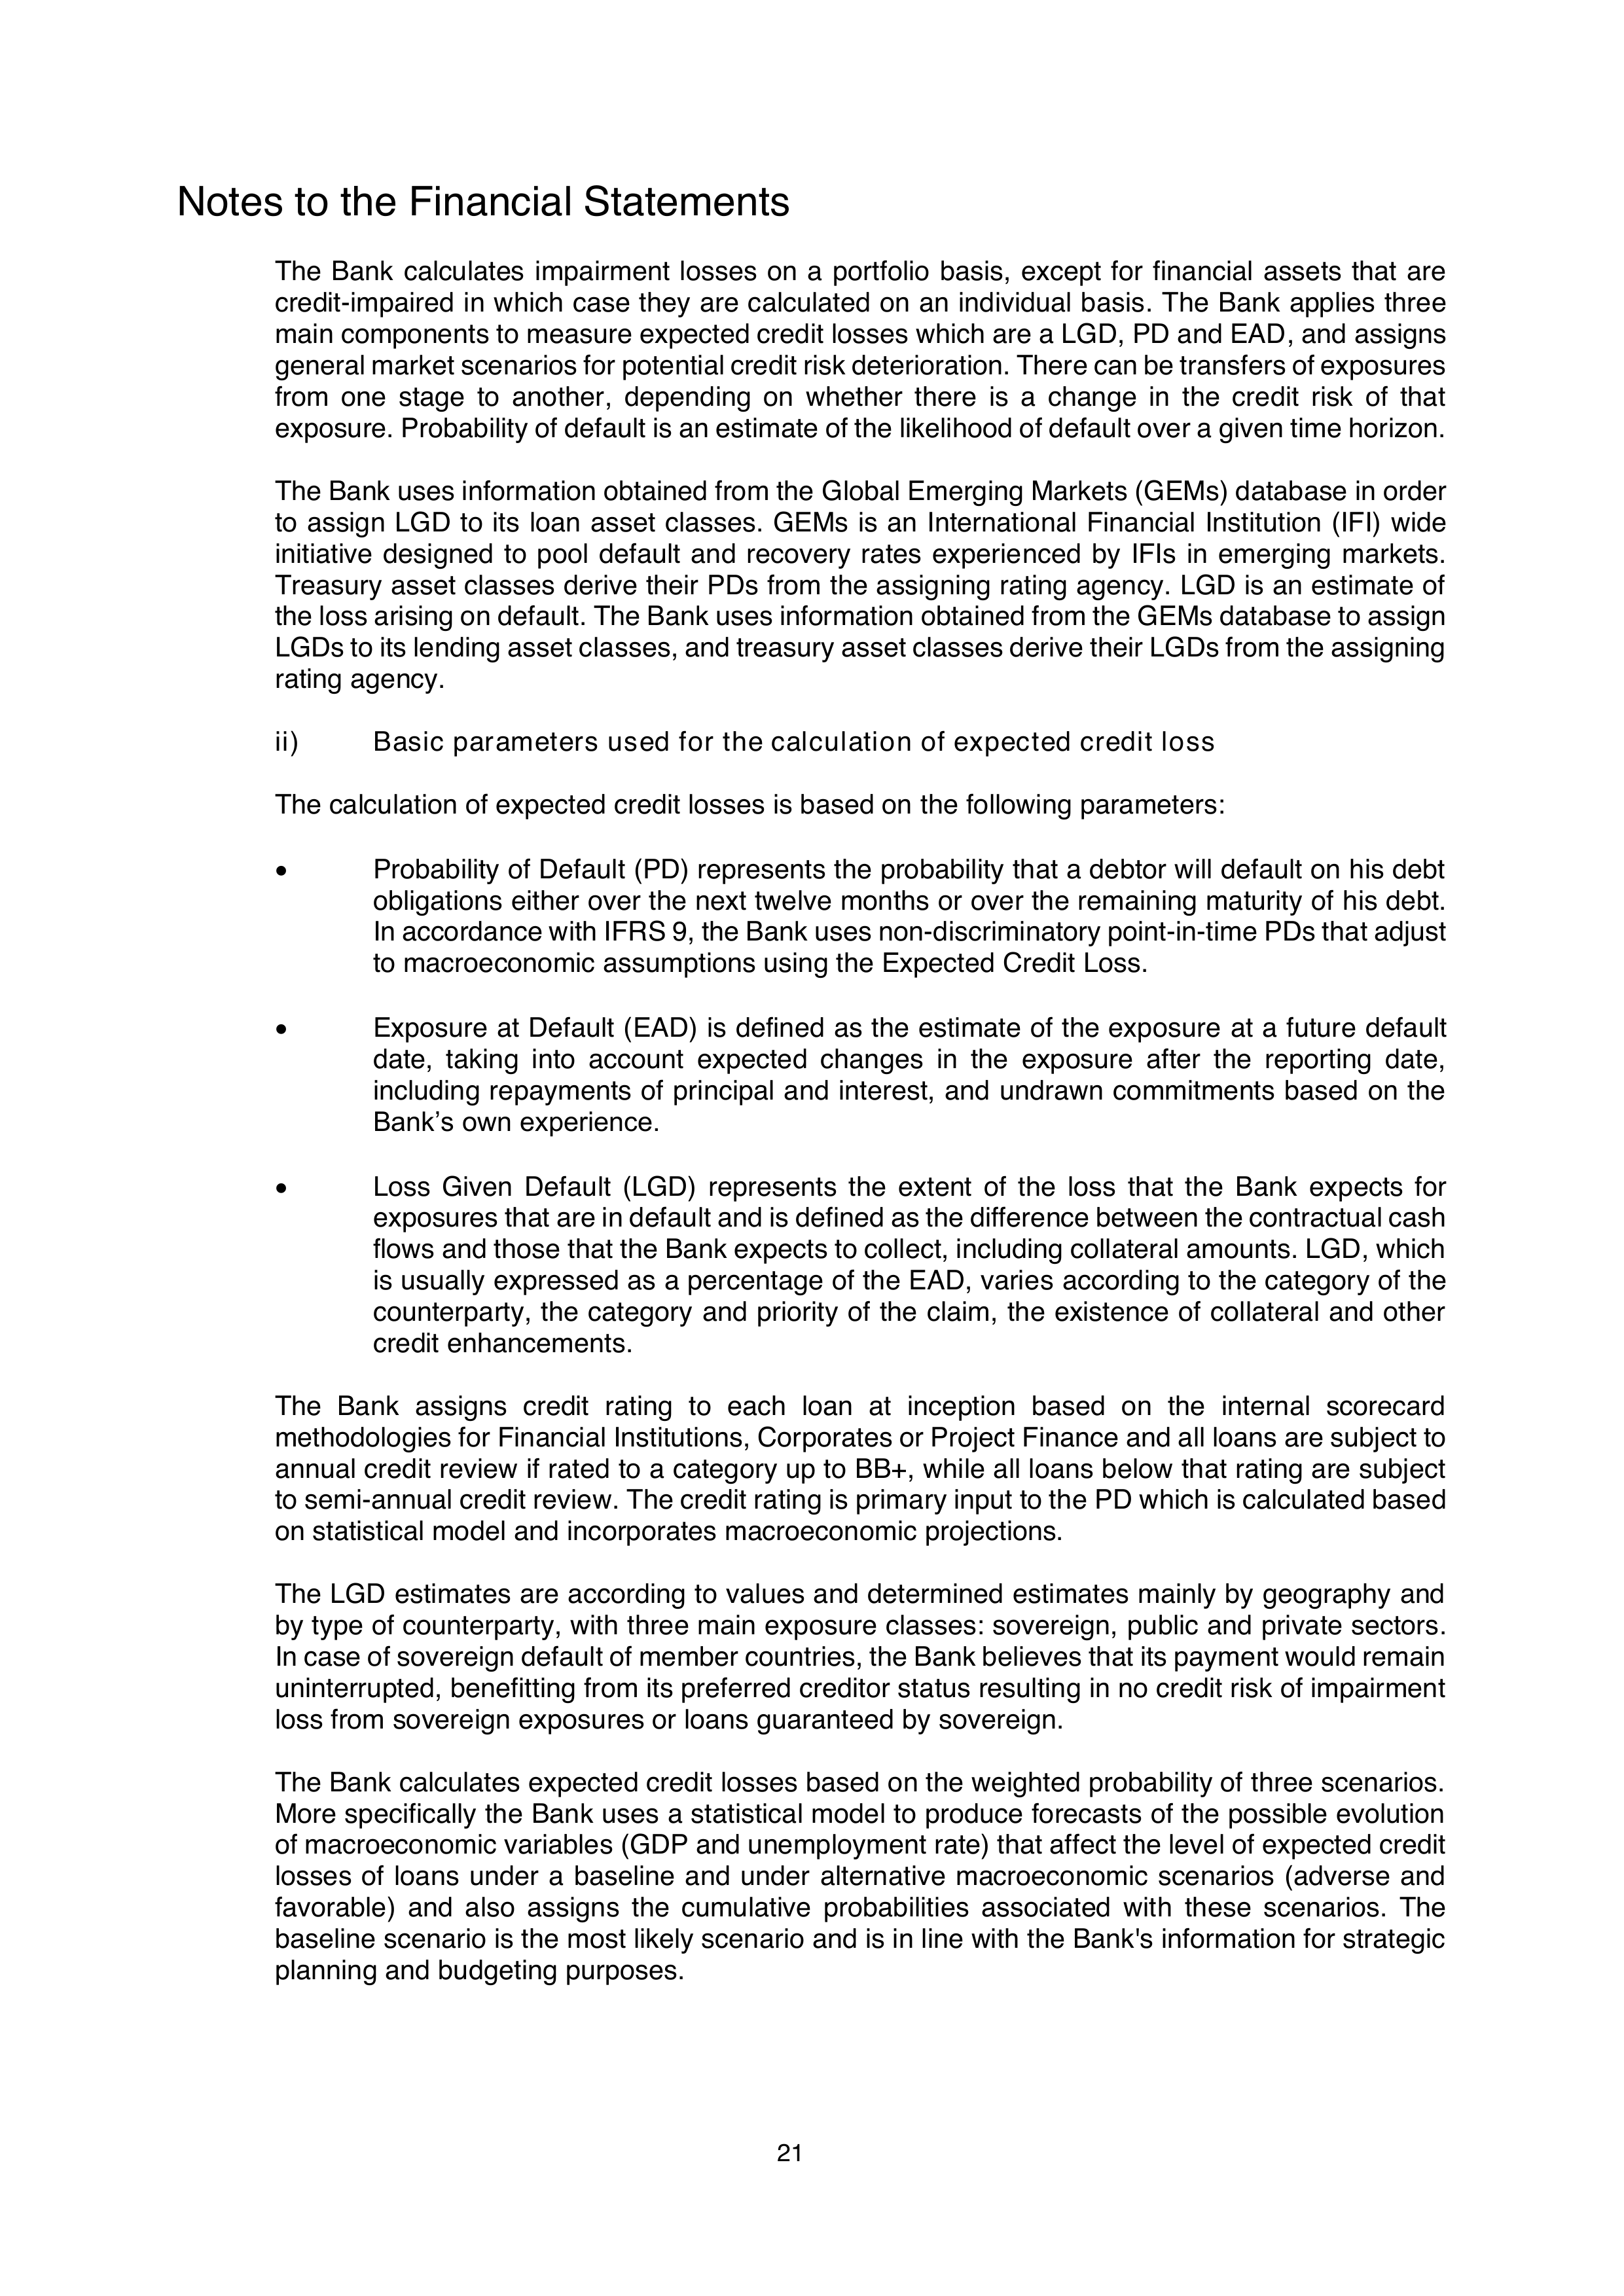 Notes to the Financial Statements
The Bank calculates impairment losses on a portfolio basis, except for financial assets that are
credit-impaired in which case they are calculated on an individual basis. The Bank applies three
main components to measure expected credit losses which are a LGD, PD and EAD, and assigns
general market scenarios for potential credit risk deterioration. There can be transfers of exposures
from one stage to another, depending on whether there is a change in the credit risk of that
exposure. Probability of default is an estimate of the likelihood of default over a given time horizon.
The Bank uses information obtained from the Global Emerging Markets (GEMs) database in order
to assign LGD to its loan asset classes. GEMs is an International Financial Institution (IFI) wide
initiative designed to pool default and recovery rates experienced by IFIs in emerging markets.
Treasury asset classes derive their PDs from the assigning rating agency. LGD is an estimate of
the loss arising on default. The Bank uses information obtained from the GEMs database to assign
LGDs to its lending asset classes, and treasury asset classes derive their LGDs from the assigning
rating agency.
ii) Basic parameters used for the calculation of expected credit loss
The calculation of expected credit losses is based on the following parameters:
• Probability of Default (PD) represents the probability that a debtor will default on his debt
obligations either over the next twelve months or over the remaining maturity of his debt.
In accordance with IFRS 9, the Bank uses non-discriminatory point-in-time PDs that adjust
to macroeconomic assumptions using the Expected Credit Loss.
• Exposure at Default (EAD) is defined as the estimate of the exposure at a future default
date, taking into account expected changes in the exposure after the reporting date,
including repayments of principal and interest, and undrawn commitments based on the
Bank’s own experience.
• Loss Given Default (LGD) represents the extent of the loss that the Bank expects for
exposures that are in default and is defined as the difference between the contractual cash
flows and those that the Bank expects to collect, including collateral amounts. LGD, which
is usually expressed as a percentage of the EAD, varies according to the category of the
counterparty, the category and priority of the claim, the existence of collateral and other
credit enhancements.
The Bank assigns credit rating to each loan at inception based on the internal scorecard
methodologies for Financial Institutions, Corporates or Project Finance and all loans are subject to
annual credit review if rated to a category up to BB+, while all loans below that rating are subject
to semi-annual credit review. The credit rating is primary input to the PD which is calculated based
on statistical model and incorporates macroeconomic projections.
The LGD estimates are according to values and determined estimates mainly by geography and
by type of counterparty, with three main exposure classes: sovereign, public and private sectors.
In case of sovereign default of member countries, the Bank believes that its payment would remain
uninterrupted, benefitting from its preferred creditor status resulting in no credit risk of impairment
loss from sovereign exposures or loans guaranteed by sovereign.
The Bank calculates expected credit losses based on the weighted probability of three scenarios.
More specifically the Bank uses a statistical model to produce forecasts of the possible evolution
of macroeconomic variables (GDP and unemployment rate) that affect the level of expected credit
losses of loans under a baseline and under alternative macroeconomic scenarios (adverse and
favorable) and also assigns the cumulative probabilities associated with these scenarios. The
baseline scenario is the most likely scenario and is in line with the Bank's information for strategic
planning and budgeting purposes.
21